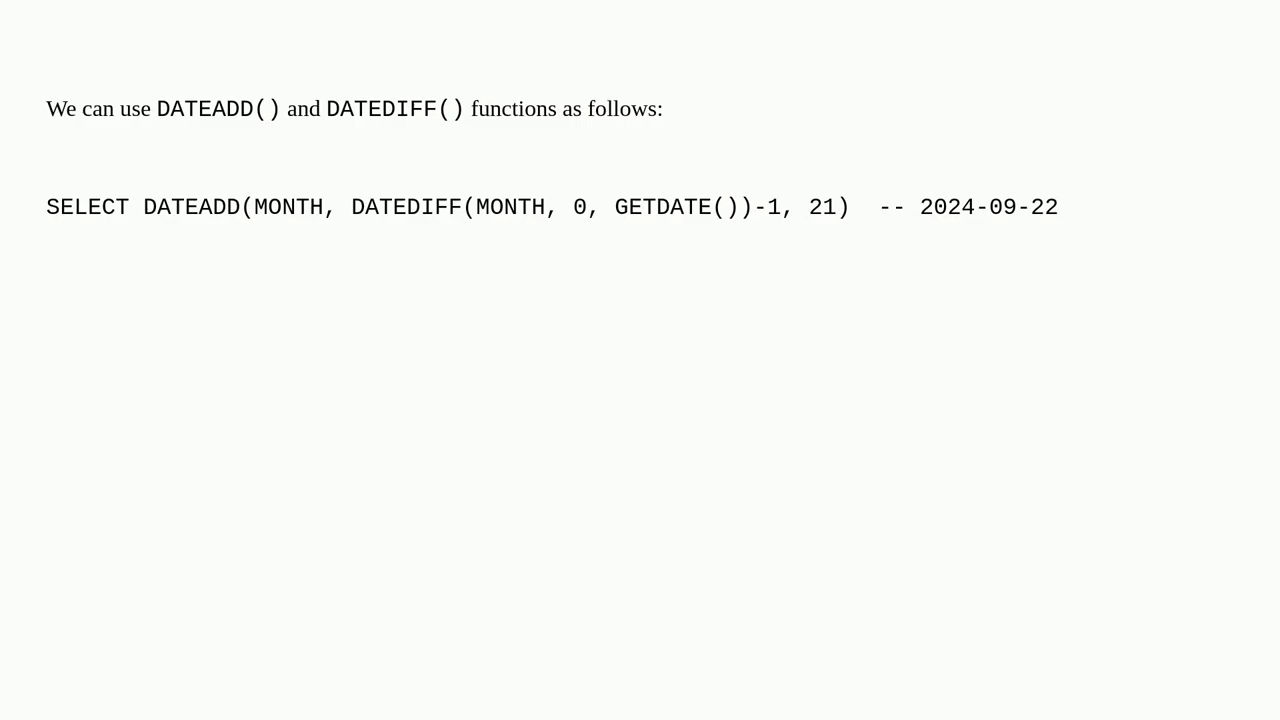 We can use DATEADD() and DATEDIFF() functions as follows:
SELECT DATEADD(MONTH, DATEDIFF(MONTH, 0, GETDATE())-1, 21)  -- 2024-09-22